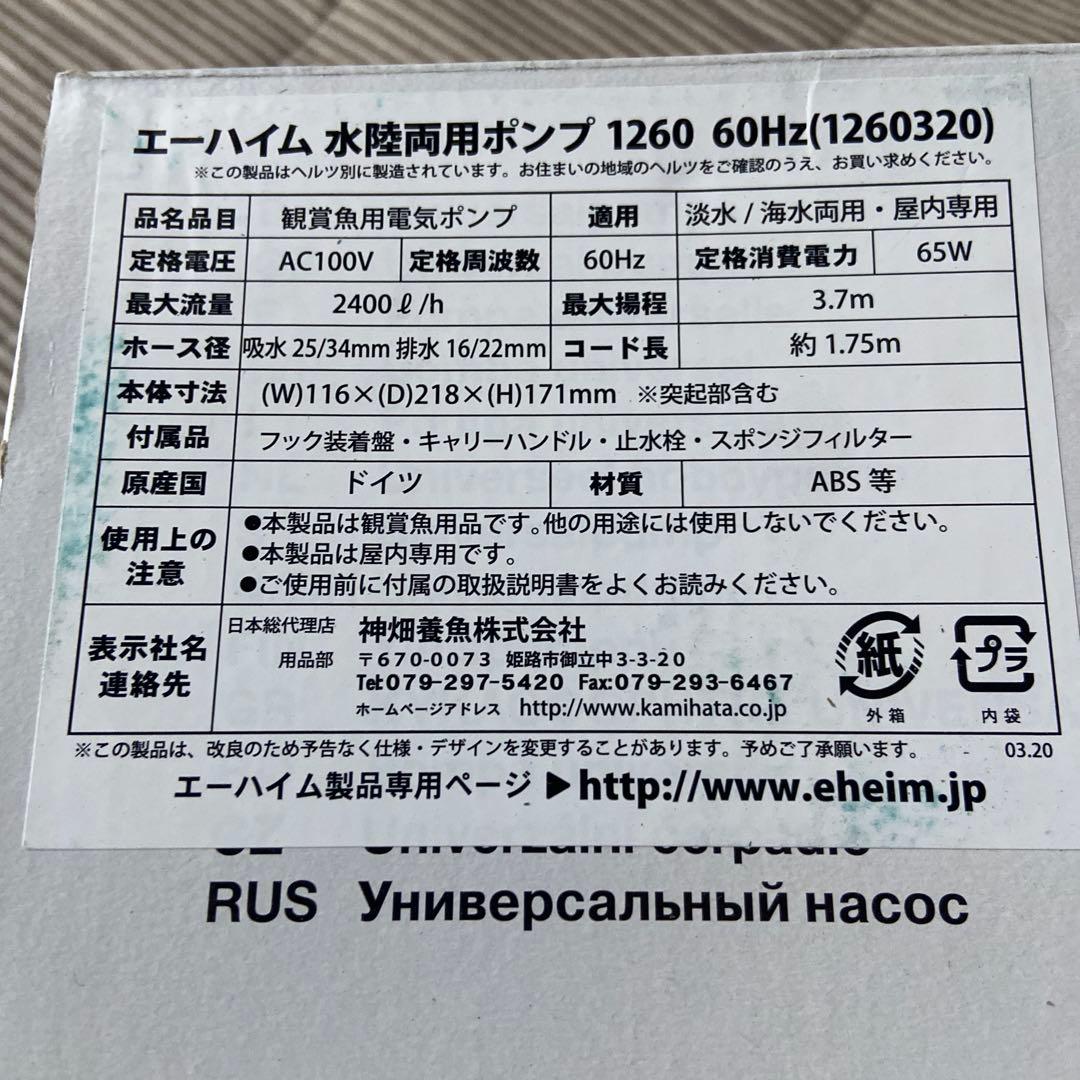 エーハイム 水陸両用ポンプ 1260 60Hz(1260320)
※この製品はヘルツ別に製造されています。お住まいの地域のヘルツをご確認のうえ、お買い求めください。
品名品目 観賞魚用電気ポンプ 適用 淡水 / 海水両用・屋内専用
定格電圧 AC100V 定格周波数 60Hz 定格消費電力 65W
最大流量 2400ℓ/h 最大揚程 3.7m
ホース径 吸水 25/34mm 排水 16/22mm コード長 約 1.75m
本体寸法 (W)116×(D)218×(H)171mm ※突起部含む
付属品 フック装着盤・キャリーハンドル・止水栓・スポンジフィルター
原産国 ドイツ 材質 ABS 等
使用上の注意
●本製品は観賞魚用品です。他の用途には使用しないでください。
●本製品は屋内専用です。
●ご使用前に付属の取扱説明書をよくお読みください。
表示社名連絡先
日本総代理店 神畑養魚株式会社
用品部 〒670-0073 姫路市御立中3-3-20
Tel:079-297-5420 Fax:079-293-6467
ホームページアドレス http://www.kamihata.co.jp
紙
外箱
プラ
内袋
※この製品は、改良のため予告なく仕様・デザインを変更することがあります。予めご了承願います。 03.20
エーハイム製品専用ページ ▶http://www.eheim.jp
RUS Универсальный насос